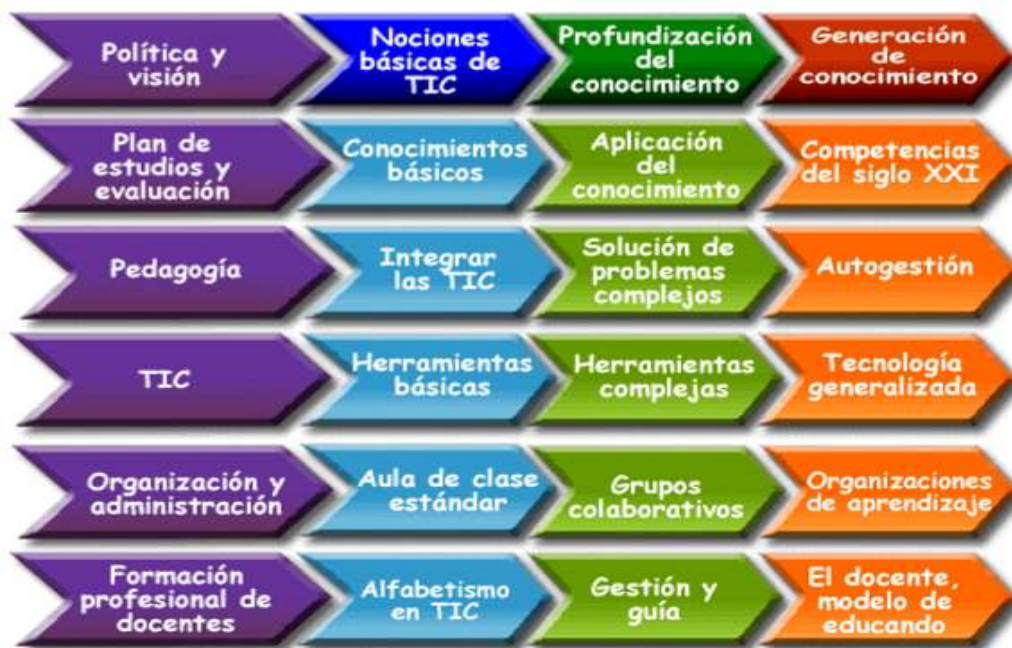 Política y
visión
Nociones
básicas de
TIC
Profundización
del
conocimiento
Generación
de
conocimiento
Plan de
estudios y
evaluación
Conocimientos
básicos
Aplicación
del
conocimiento
Competencias
del siglo XXI
Pedagogía
Integrar
las TIC
Solución de
problemas
complejos
Autogestión
TIC
Herramientas
básicas
Herramientas
complejas
Tecnología
generalizada
Organización y
administración
Aula de clase
estándar
Grupos
colaborativos
Organizaciones
de aprendizaje
Formación
profesional de
docentes
Alfabetismo
en TIC
Gestión y
guía
El docente,
modelo de
educando